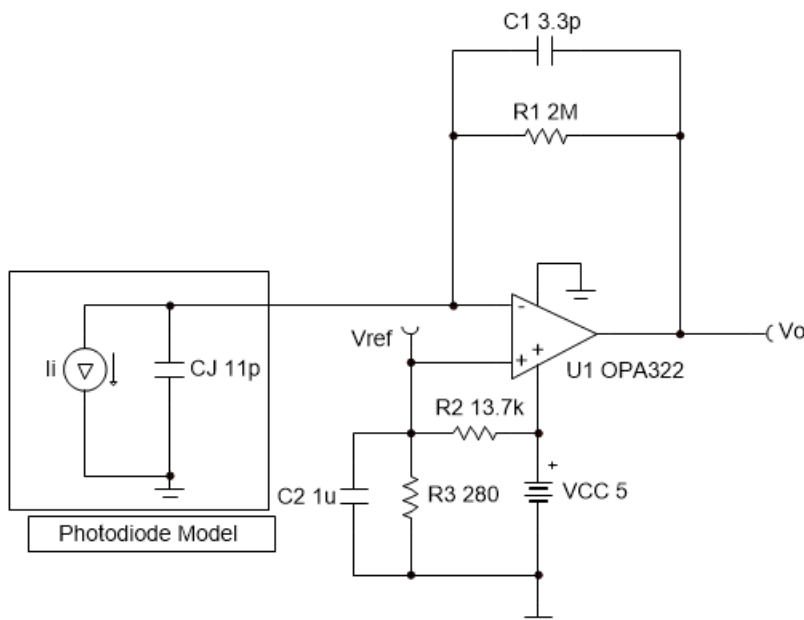 C1 3.3p
R1 2M
-
Vref
Vo
Ii
CJ 11p
+ +
U1 OPA322
R2 13.7k
+
C2 1u
R3 280
VCC 5
Photodiode Model